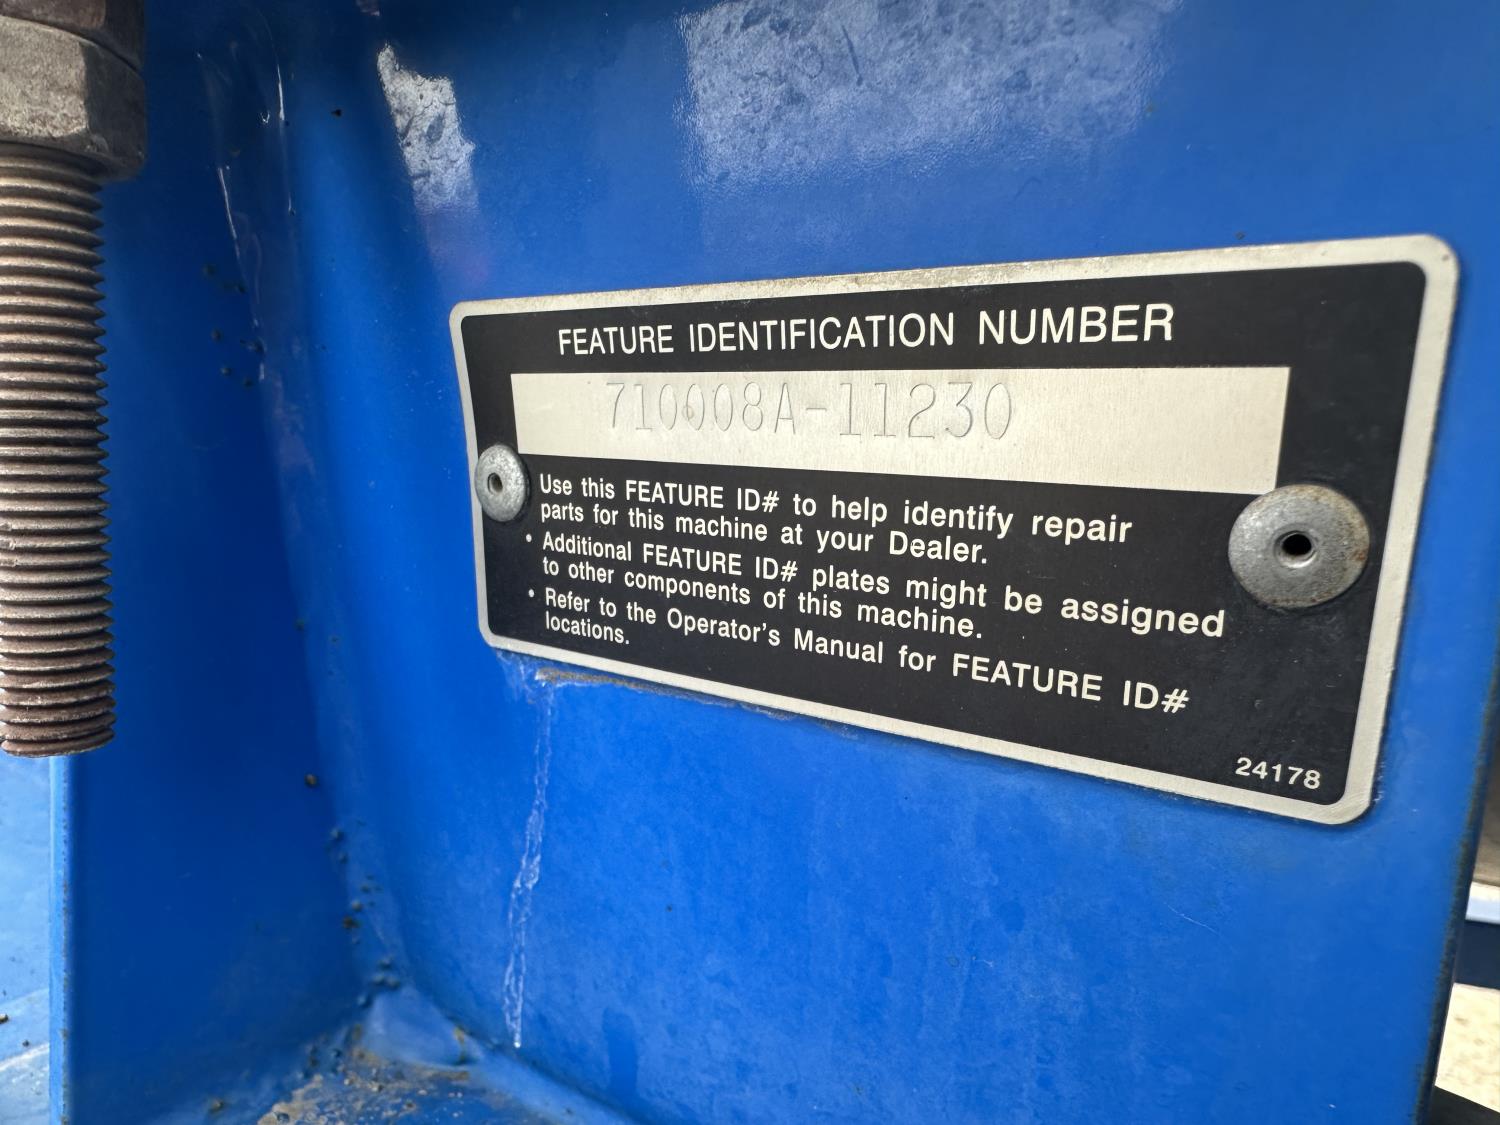 FEATURE IDENTIFICATION NUMBER
710008A-11230
Use this FEATURE ID# to help identify repair
parts for this machine at your Dealer.
• Additional FEATURE ID# plates might be assigned
to other components of this machine.
• Refer to the Operator's Manual for FEATURE ID#
locations.
24178